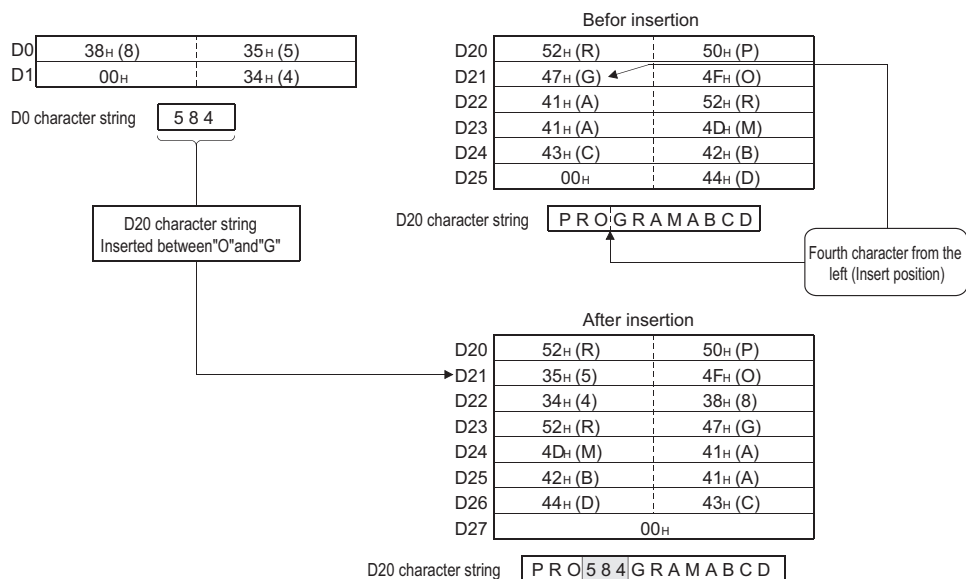 Befor insertion
D0 38H (8) 35H (5)
D1 00H 34H (4)
D0 character string 5 8 4
D20 character string
Inserted between"O"and"G"
D20 52H (R) 50H (P)
D21 47H (G) 4FH (O)
D22 41H (A) 52H (R)
D23 41H (A) 4DH (M)
D24 43H (C) 42H (B)
D25 00H 44H (D)
D20 character string P R O G R A M A B C D
Fourth character from the
left (Insert position)
After insertion
D20 52H (R) 50H (P)
D21 35H (5) 4FH (O)
D22 34H (4) 38H (8)
D23 52H (R) 47H (G)
D24 4DH (M) 41H (A)
D25 42H (B) 41H (A)
D26 44H (D) 43H (C)
D27 00H
D20 character string P R O 5 8 4 G R A M A B C D